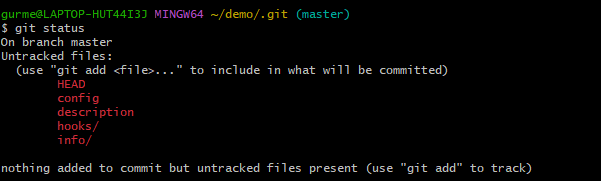 gurme@LAPTOP-HUT44I3J MINGW64 ~/demo/.git (master)
$ git status
On branch master
Untracked files:
  (use "git add <file>..." to include in what will be committed)
        HEAD
        config
        description
        hooks/
        info/

nothing added to commit but untracked files present (use "git add" to track)